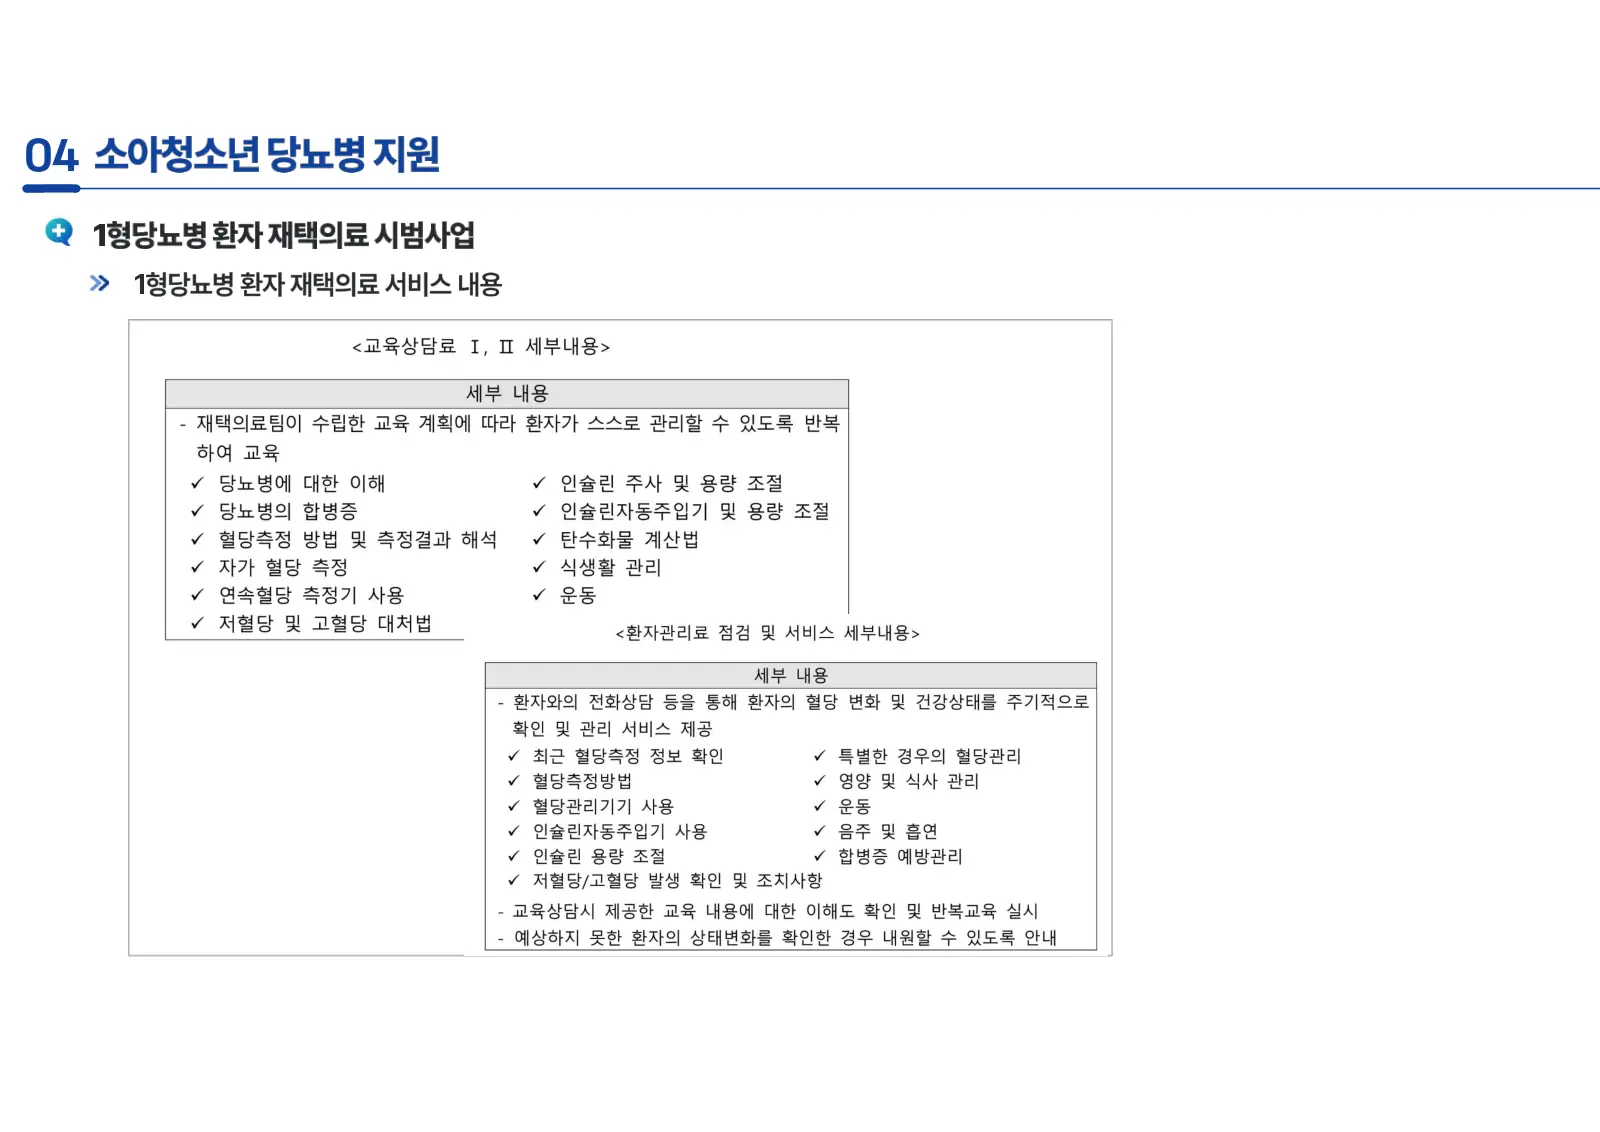 04 소아청소년 당뇨병 지원
1형당뇨병 환자 재택의료 시범사업
1형당뇨병 환자 재택의료 서비스 내용
<교육상담료 Ⅰ, Ⅱ 세부내용>
세부 내용
- 재택의료팀이 수립한 교육 계획에 따라 환자가 스스로 관리할 수 있도록 반복
하여 교육
✓ 당뇨병에 대한 이해
✓ 당뇨병의 합병증
✓ 혈당측정 방법 및 측정결과 해석
✓ 자가 혈당 측정
✓ 연속혈당 측정기 사용
✓ 저혈당 및 고혈당 대처법
✓ 인슐린 주사 및 용량 조절
✓ 인슐린자동주입기 및 용량 조절
✓ 탄수화물 계산법
✓ 식생활 관리
✓ 운동
<환자관리료 점검 및 서비스 세부내용>
세부 내용
- 환자와의 전화상담 등을 통해 환자의 혈당 변화 및 건강상태를 주기적으로
확인 및 관리 서비스 제공
✓ 최근 혈당측정 정보 확인
✓ 혈당측정방법
✓ 혈당관리기기 사용
✓ 인슐린자동주입기 사용
✓ 인슐린 용량 조절
✓ 저혈당/고혈당 발생 확인 및 조치사항
✓ 특별한 경우의 혈당관리
✓ 영양 및 식사 관리
✓ 운동
✓ 음주 및 흡연
✓ 합병증 예방관리
- 교육상담시 제공한 교육 내용에 대한 이해도 확인 및 반복교육 실시
- 예상하지 못한 환자의 상태변화를 확인한 경우 내원할 수 있도록 안내